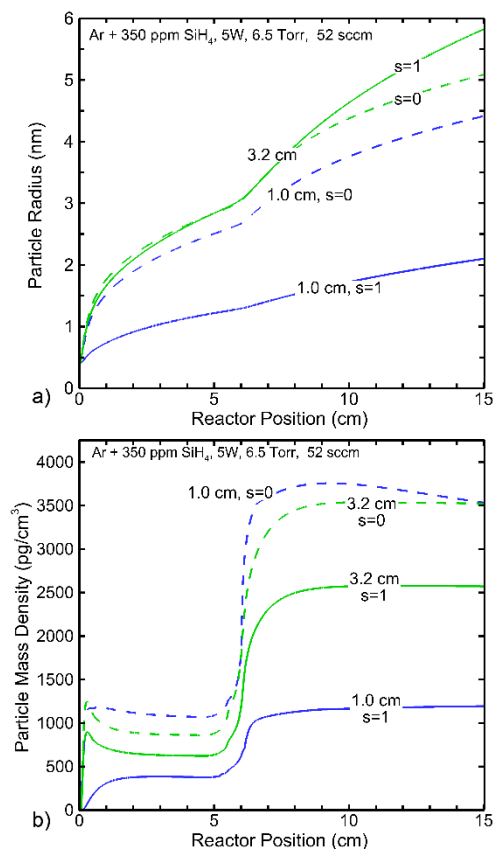 Ar + 350 ppm SiH₄, 5W, 6.5 Torr, 52 sccm
6
5
4
3
2
1
0
Particle Radius (nm)
s=1
s=0
3.2 cm
1.0 cm, s=0
1.0 cm, s=1
0 5 10 15
a)
Reactor Position (cm)
Ar + 350 ppm SiH₄, 5W, 6.5 Torr, 52 sccm
4000
3500
3000
2500
2000
1500
1000
500
0
Particle Mass Density (pg/cm³)
1.0 cm, s=0
3.2 cm
s=0
3.2 cm
s=1
1.0 cm
s=1
0 5 10 15
b)
Reactor Position (cm)